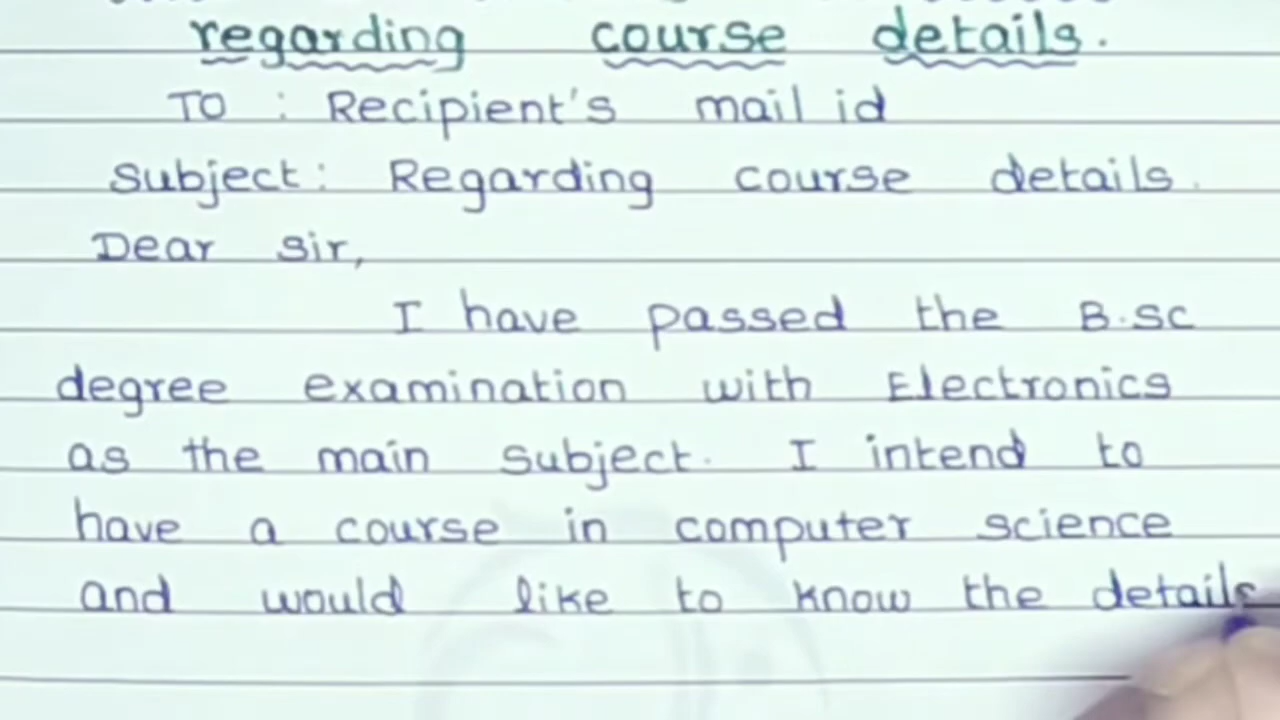 regarding course details.
TO : Recipient's mail id
Subject: Regarding course details.
Dear Sir,
I have passed the B.Sc
degree examination with Electronics
as the main subject. I intend to
have a course in computer science
and would like to know the details